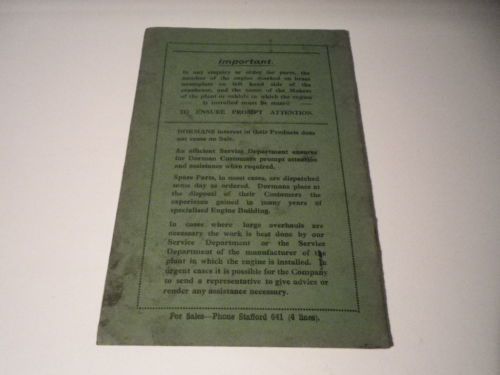 Important.
In any enquiry or order for parts, the
number of the engine stamped on brass
nameplate on left hand side of the
crankcase, and the name of the Makers
of the plant or vehicle in which the engine
is installed must be stated
TO ENSURE PROMPT ATTENTION.
DORMANS interest in their Products does
not cease on Sale.
An efficient Service Department ensures
for Dorman Customers prompt attention
and assistance when required.
Spare Parts, in most cases, are dispatched
same day as ordered. Dormans place at
the disposal of their Customers the
experience gained in many years of
specialised Engine Building.
In cases where large overhauls are
necessary the work is best done by our
Service Department or the Service
Department of the manufacturer of the
plant in which the engine is installed. In
urgent cases it is possible for the Company
to send a representative to give advice or
render any assistance necessary.
For Sales—Phone Stafford 641 (4 lines).